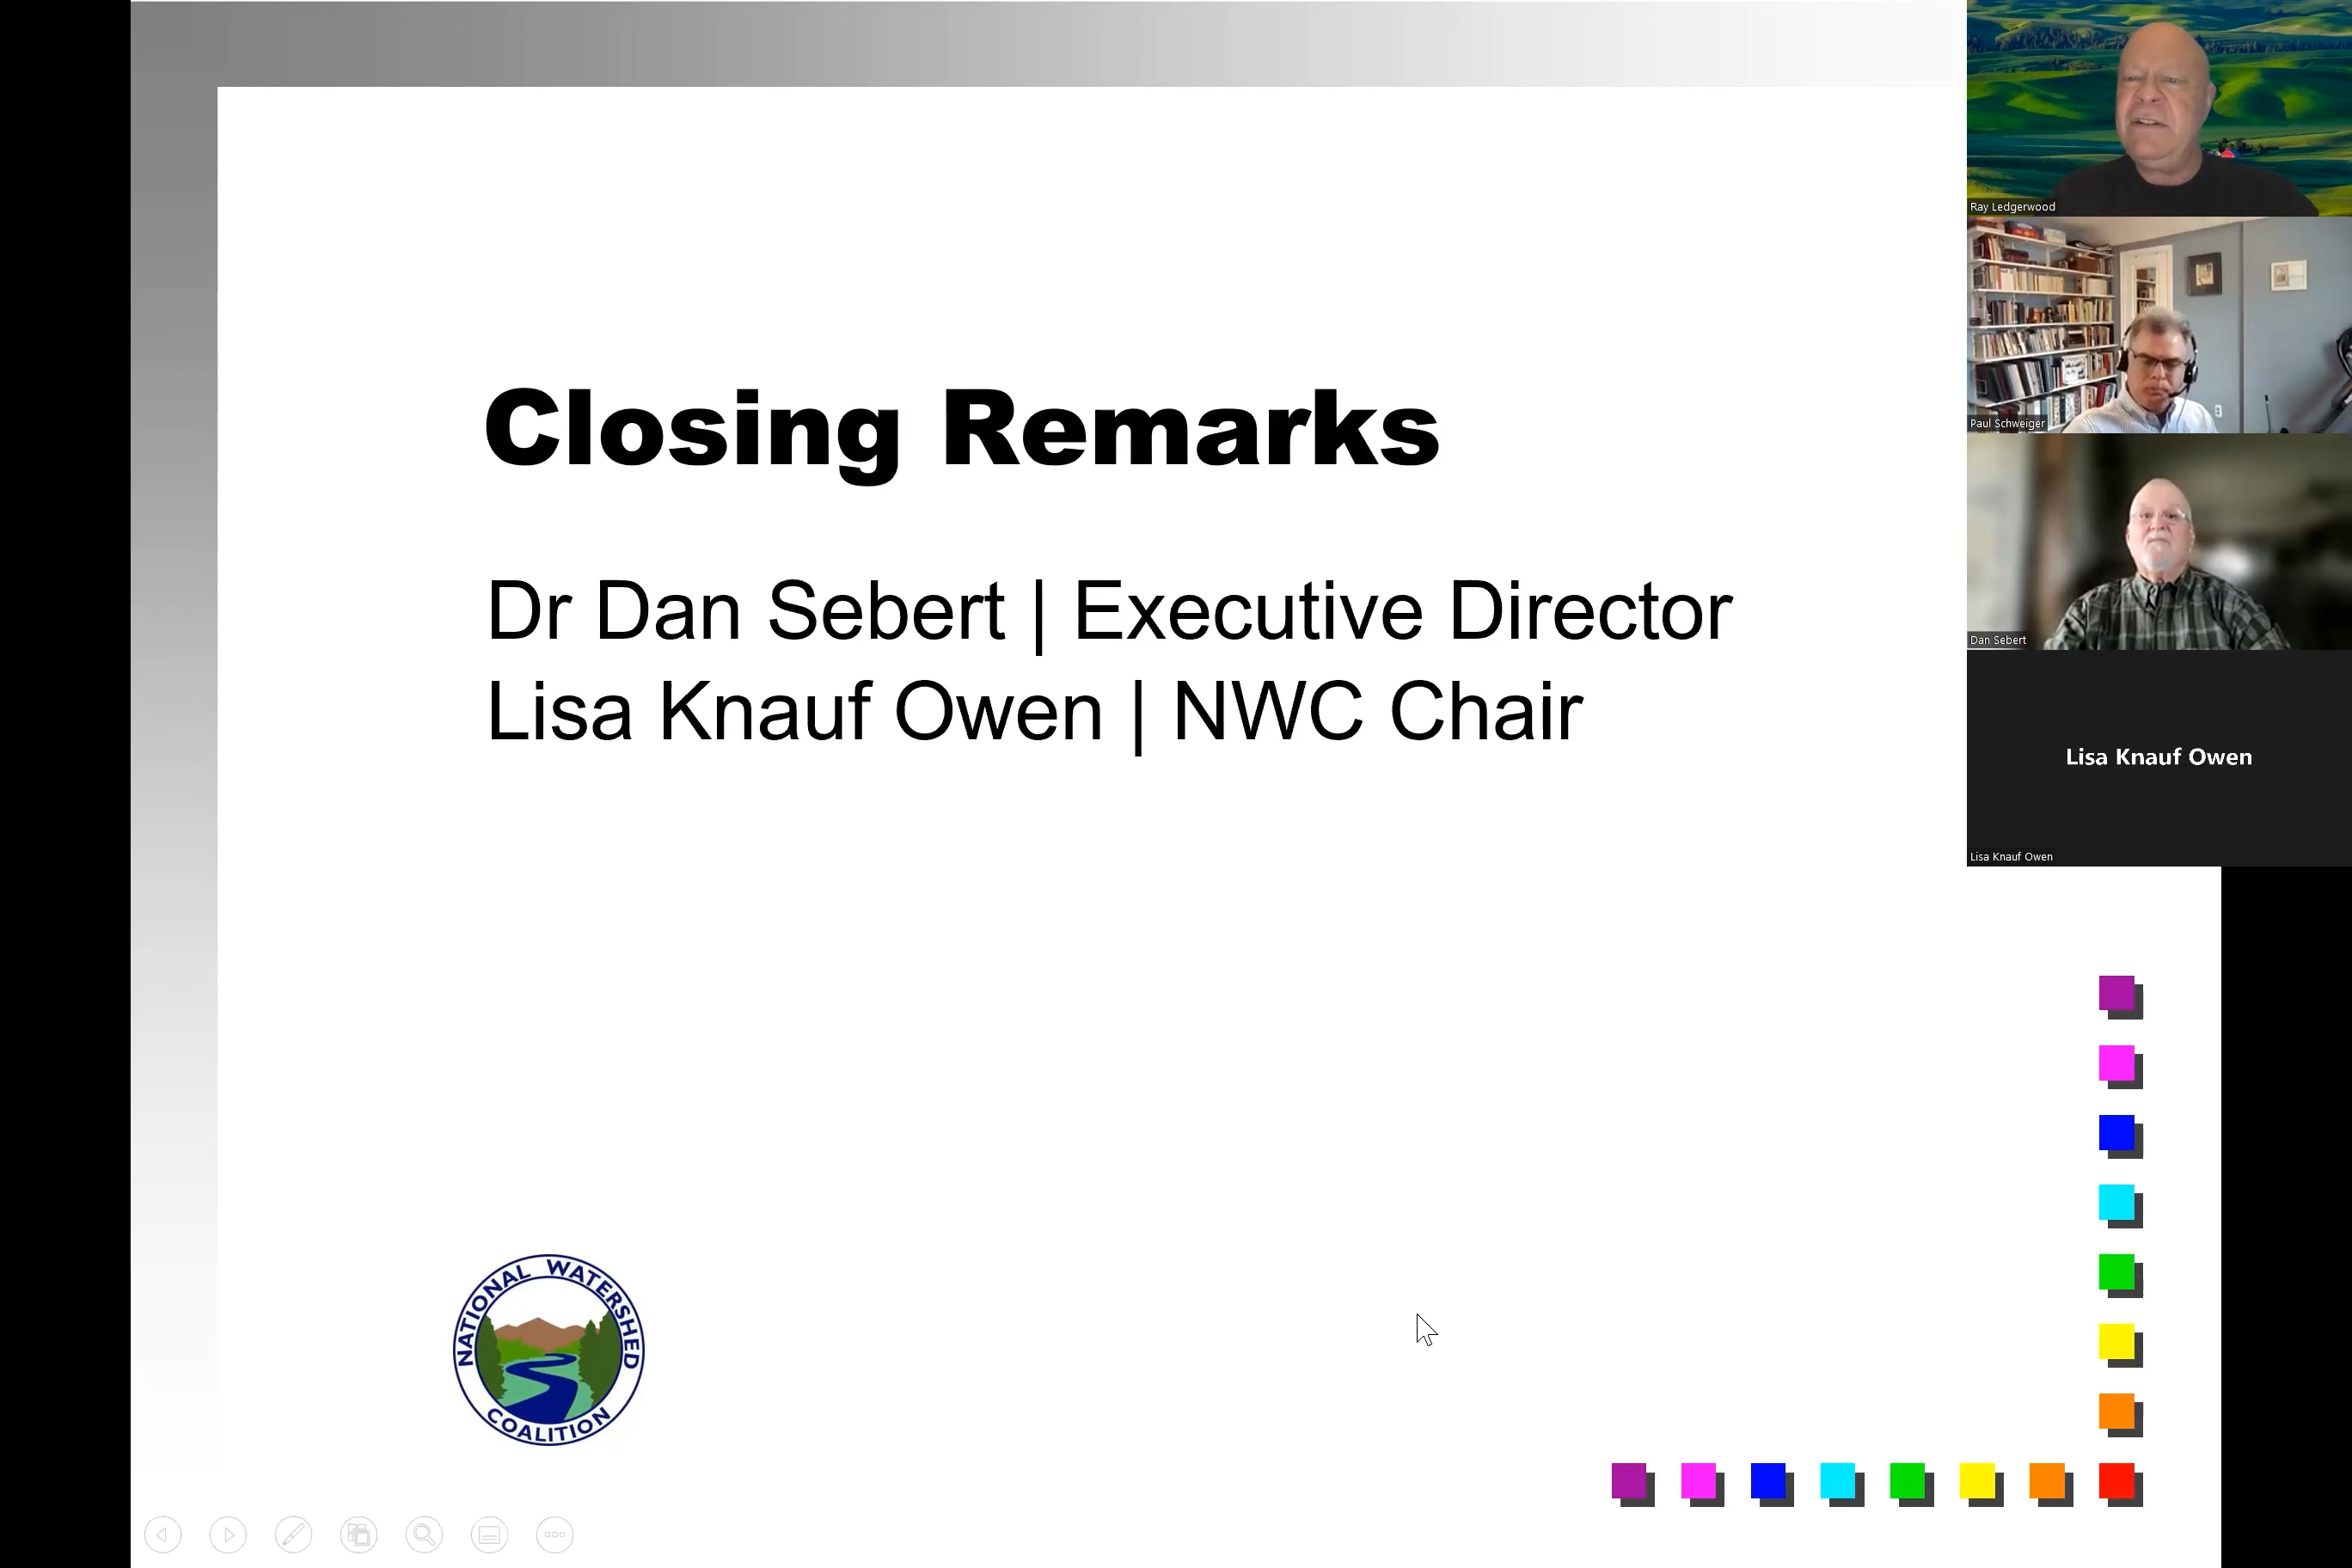 Closing Remarks
Dr Dan Sebert | Executive Director
Lisa Knauf Owen | NWC Chair
NATIONAL WATERSHED
COALITION
Ray Ledgerwood
Paul Schweiger
Dan Sebert
Lisa Knauf Owen
Lisa Knauf Owen